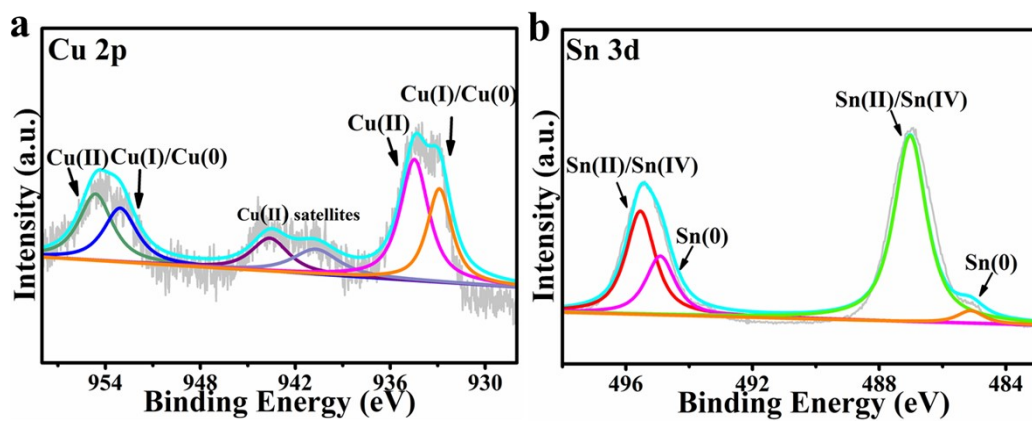 a
Cu 2p
Cu(I)/Cu(0)
Cu(II)
Cu(II)
Cu(I)/Cu(0)
Cu(II) satellites
Intensity (a.u.)
954
948
942
936
930
Binding Energy (eV)
b
Sn 3d
Sn(II)/Sn(IV)
Sn(II)/Sn(IV)
Sn(0)
Sn(0)
Intensity (a.u.)
496
492
488
484
Binding Energy (eV)